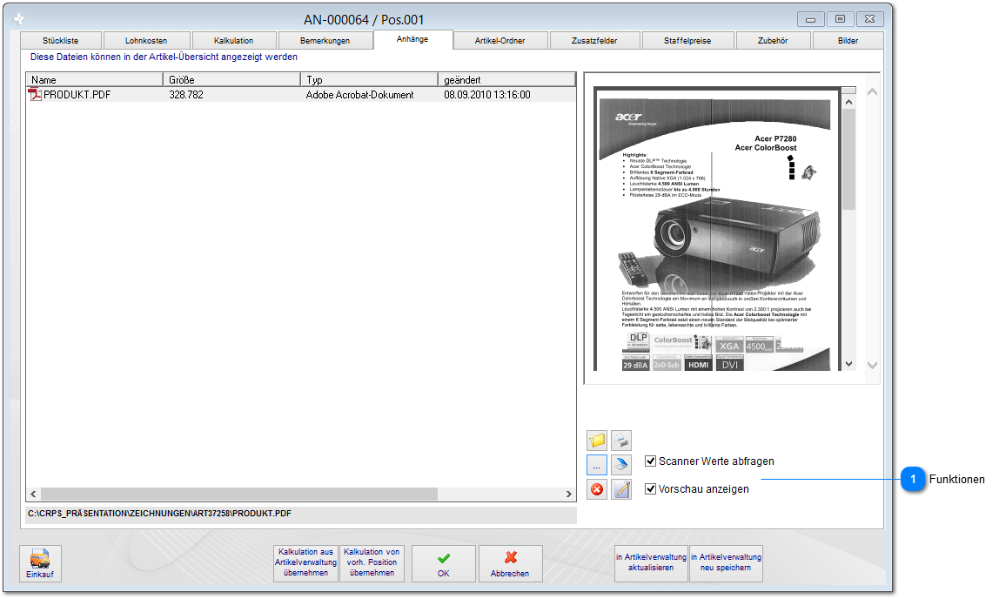 AN-000064 / Pos.001
Stückliste Lohnkosten Kalkulation Bemerkungen Anhänge Artikel-Ordner Zusatzfelder Staffelpreise Zubehör Bilder
Diese Dateien können in der Artikel-Übersicht angezeigt werden
Name Größe Typ geändert
PRODUKT.PDF 328.782 Adobe Acrobat-Dokument 08.09.2010 13:16:00
acer
Empowering People
Acer P7280
Acer ColorBoost
Highlights:
• Neuste DLP™ Technologie
• Acer ColorBoost Technologie
• Brillantes 6 Segment-Farbrad
• Auflösung Native XGA (1.024 x 768)
• Leuchtstärke 4.500 ANSI Lumen
• Lampenlebensdauer bis zu 4.000 Stunden
• Flüsterleise 29 dBA im ECO-Mode
acer
Entworfen für den bietet der Acer P7280 Video-Projektor mit der Acer
Colorboost Technologie ein Maximum an auch in großen Konferenzräumen und
Hörsälen.
Leuchtstarke 4.500 ANSI Lumen mit einem hohen Kontrast von 2.300:1 projizieren auch bei
Tageslicht ein gestochenscharfes und helles Bild. Die Acer Colorboost Technologie mit
einem 6 Segment-Farbrad setzt einen neuen Standard der Bildqualität bei optimierter
Farbleistung für satte, lebensechte und brillante Farben.
DLP ColorBoost XGA 4500
29 dBA 2xD-Sub HDMI DVI
...
Scanner Werte abfragen
Vorschau anzeigen
1 Funktionen
C:\CRPS_PRÄSENTATION\ZEICHNUNGEN\ART37258\PRODUKT.PDF
Einkauf
Kalkulation aus
Artikelverwaltung
übernehmen
Kalkulation von
vorh. Position
übernehmen
OK
Abbrechen
in Artikelverwaltung
aktualisieren
in Artikelverwaltung
neu speichern